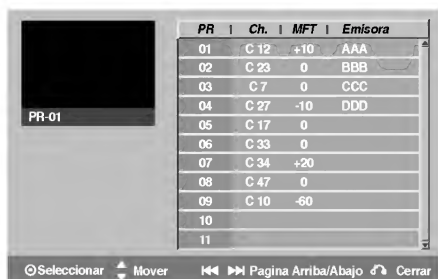 PR | Ch. | MFT | Emisora
01 C 12 +10 AAA
02 C 23 0 BBB
03 C 7 0 CCC
04 C 27 -10 DDD
PR-01
05 C 17 0
06 C 33 0
07 C 34 +20
08 C 47 0
09 C 10 -60
10
11
Seleccionar Mover Pagina Arriba/Abajo Cerrar